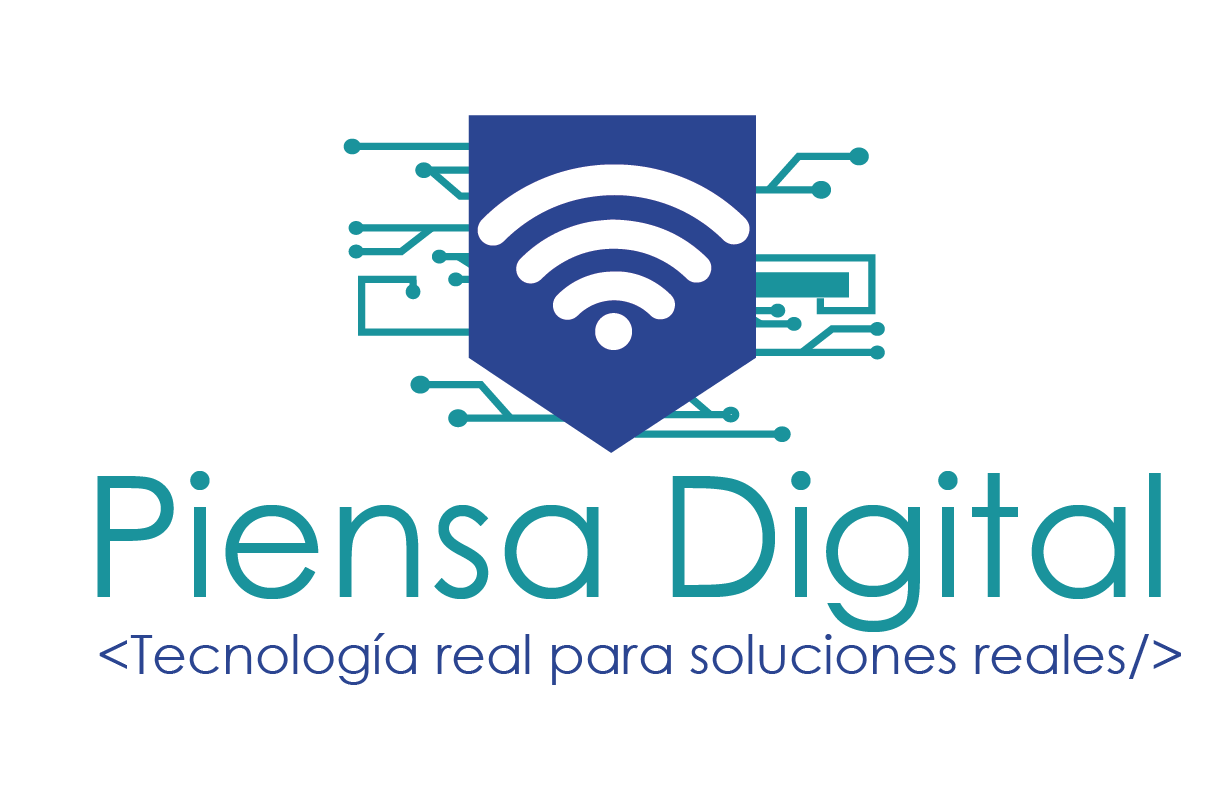 Piensa Digital
<Tecnología real para soluciones reales/>